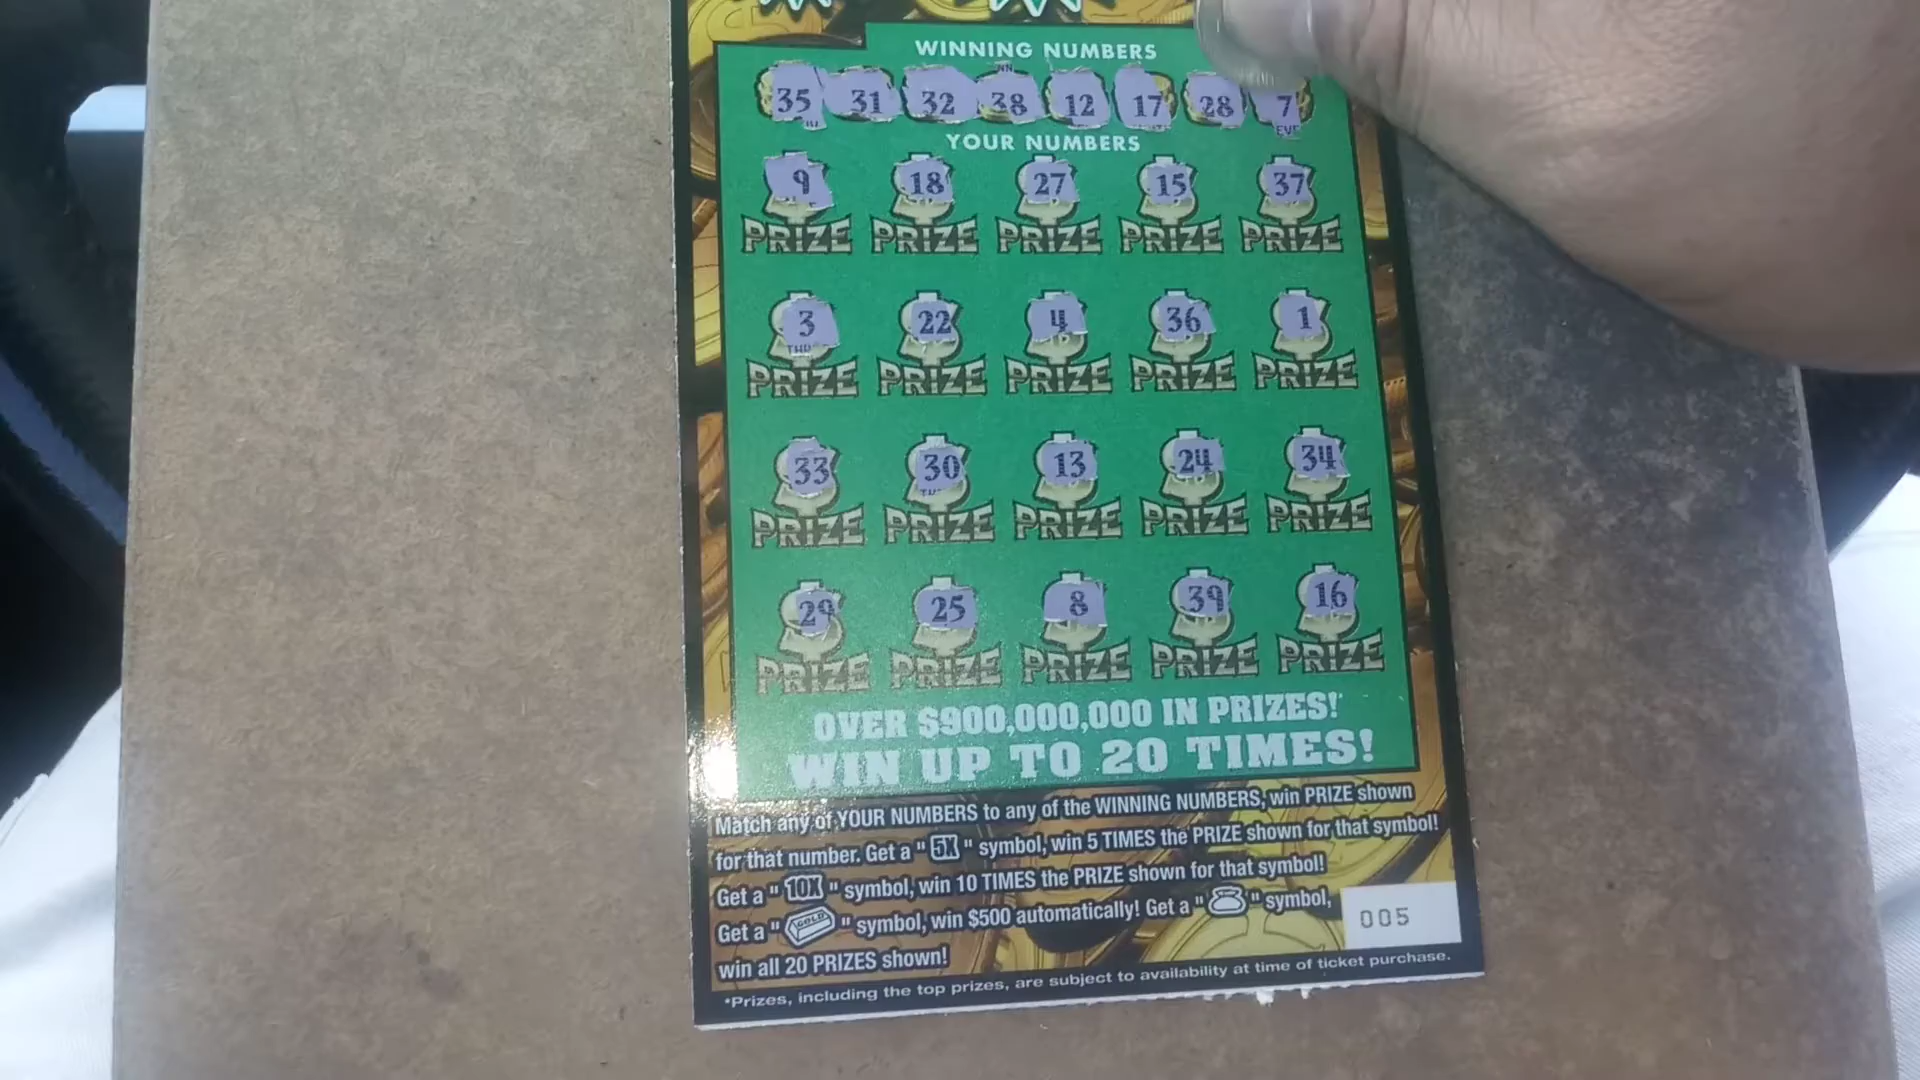 WINNING NUMBERS
35 31 32 38 12 17 28 7
YOUR NUMBERS
9 18 27 15 37
PRIZE PRIZE PRIZE PRIZE PRIZE
3 22 4 36 1
PRIZE PRIZE PRIZE PRIZE PRIZE
33 30 13 24 34
PRIZE PRIZE PRIZE PRIZE PRIZE
29 25 8 39 16
PRIZE PRIZE PRIZE PRIZE PRIZE
OVER $900,000,000 IN PRIZES!
WIN UP TO 20 TIMES!
Match any of YOUR NUMBERS to any of the WINNING NUMBERS, win PRIZE shown
for that number. Get a "5X" symbol, win 5 TIMES the PRIZE shown for that symbol!
Get a "10X" symbol, win 10 TIMES the PRIZE shown for that symbol!
Get a "GOLD" symbol, win $500 automatically! Get a " " symbol,
win all 20 PRIZES shown!
005
*Prizes, including the top prizes, are subject to availability at time of ticket purchase.